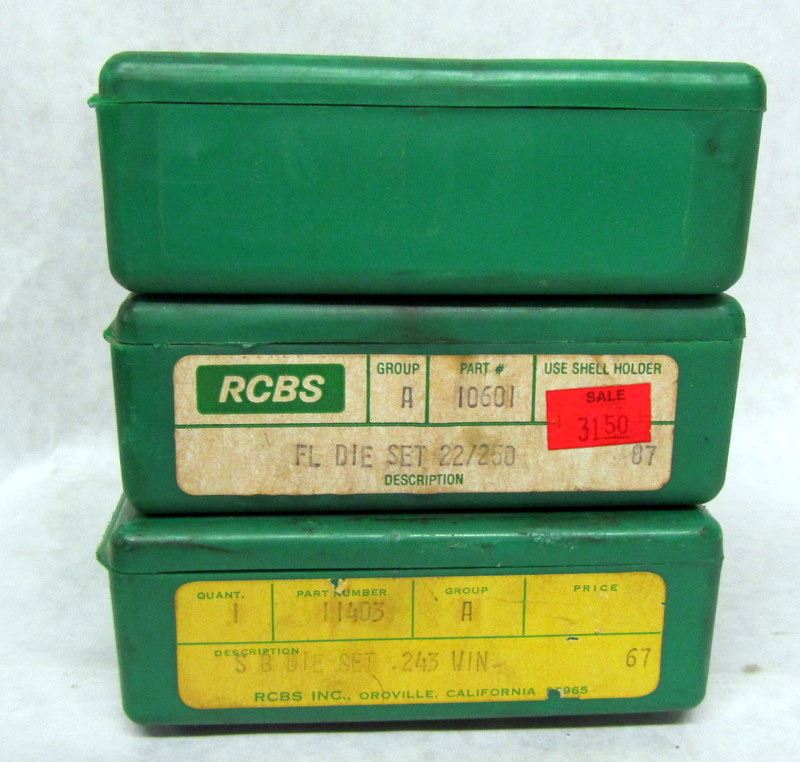 RCBS GROUP A PART # 10601 USE SHELL HOLDER
SALE
3150
FL DIE SET 22/250 87
DESCRIPTION
QUANT. PART NUMBER GROUP PRICE
1 11403 A
DESCRIPTION
S B DIE SET .243 WIN. 67
RCBS INC., OROVILLE, CALIFORNIA